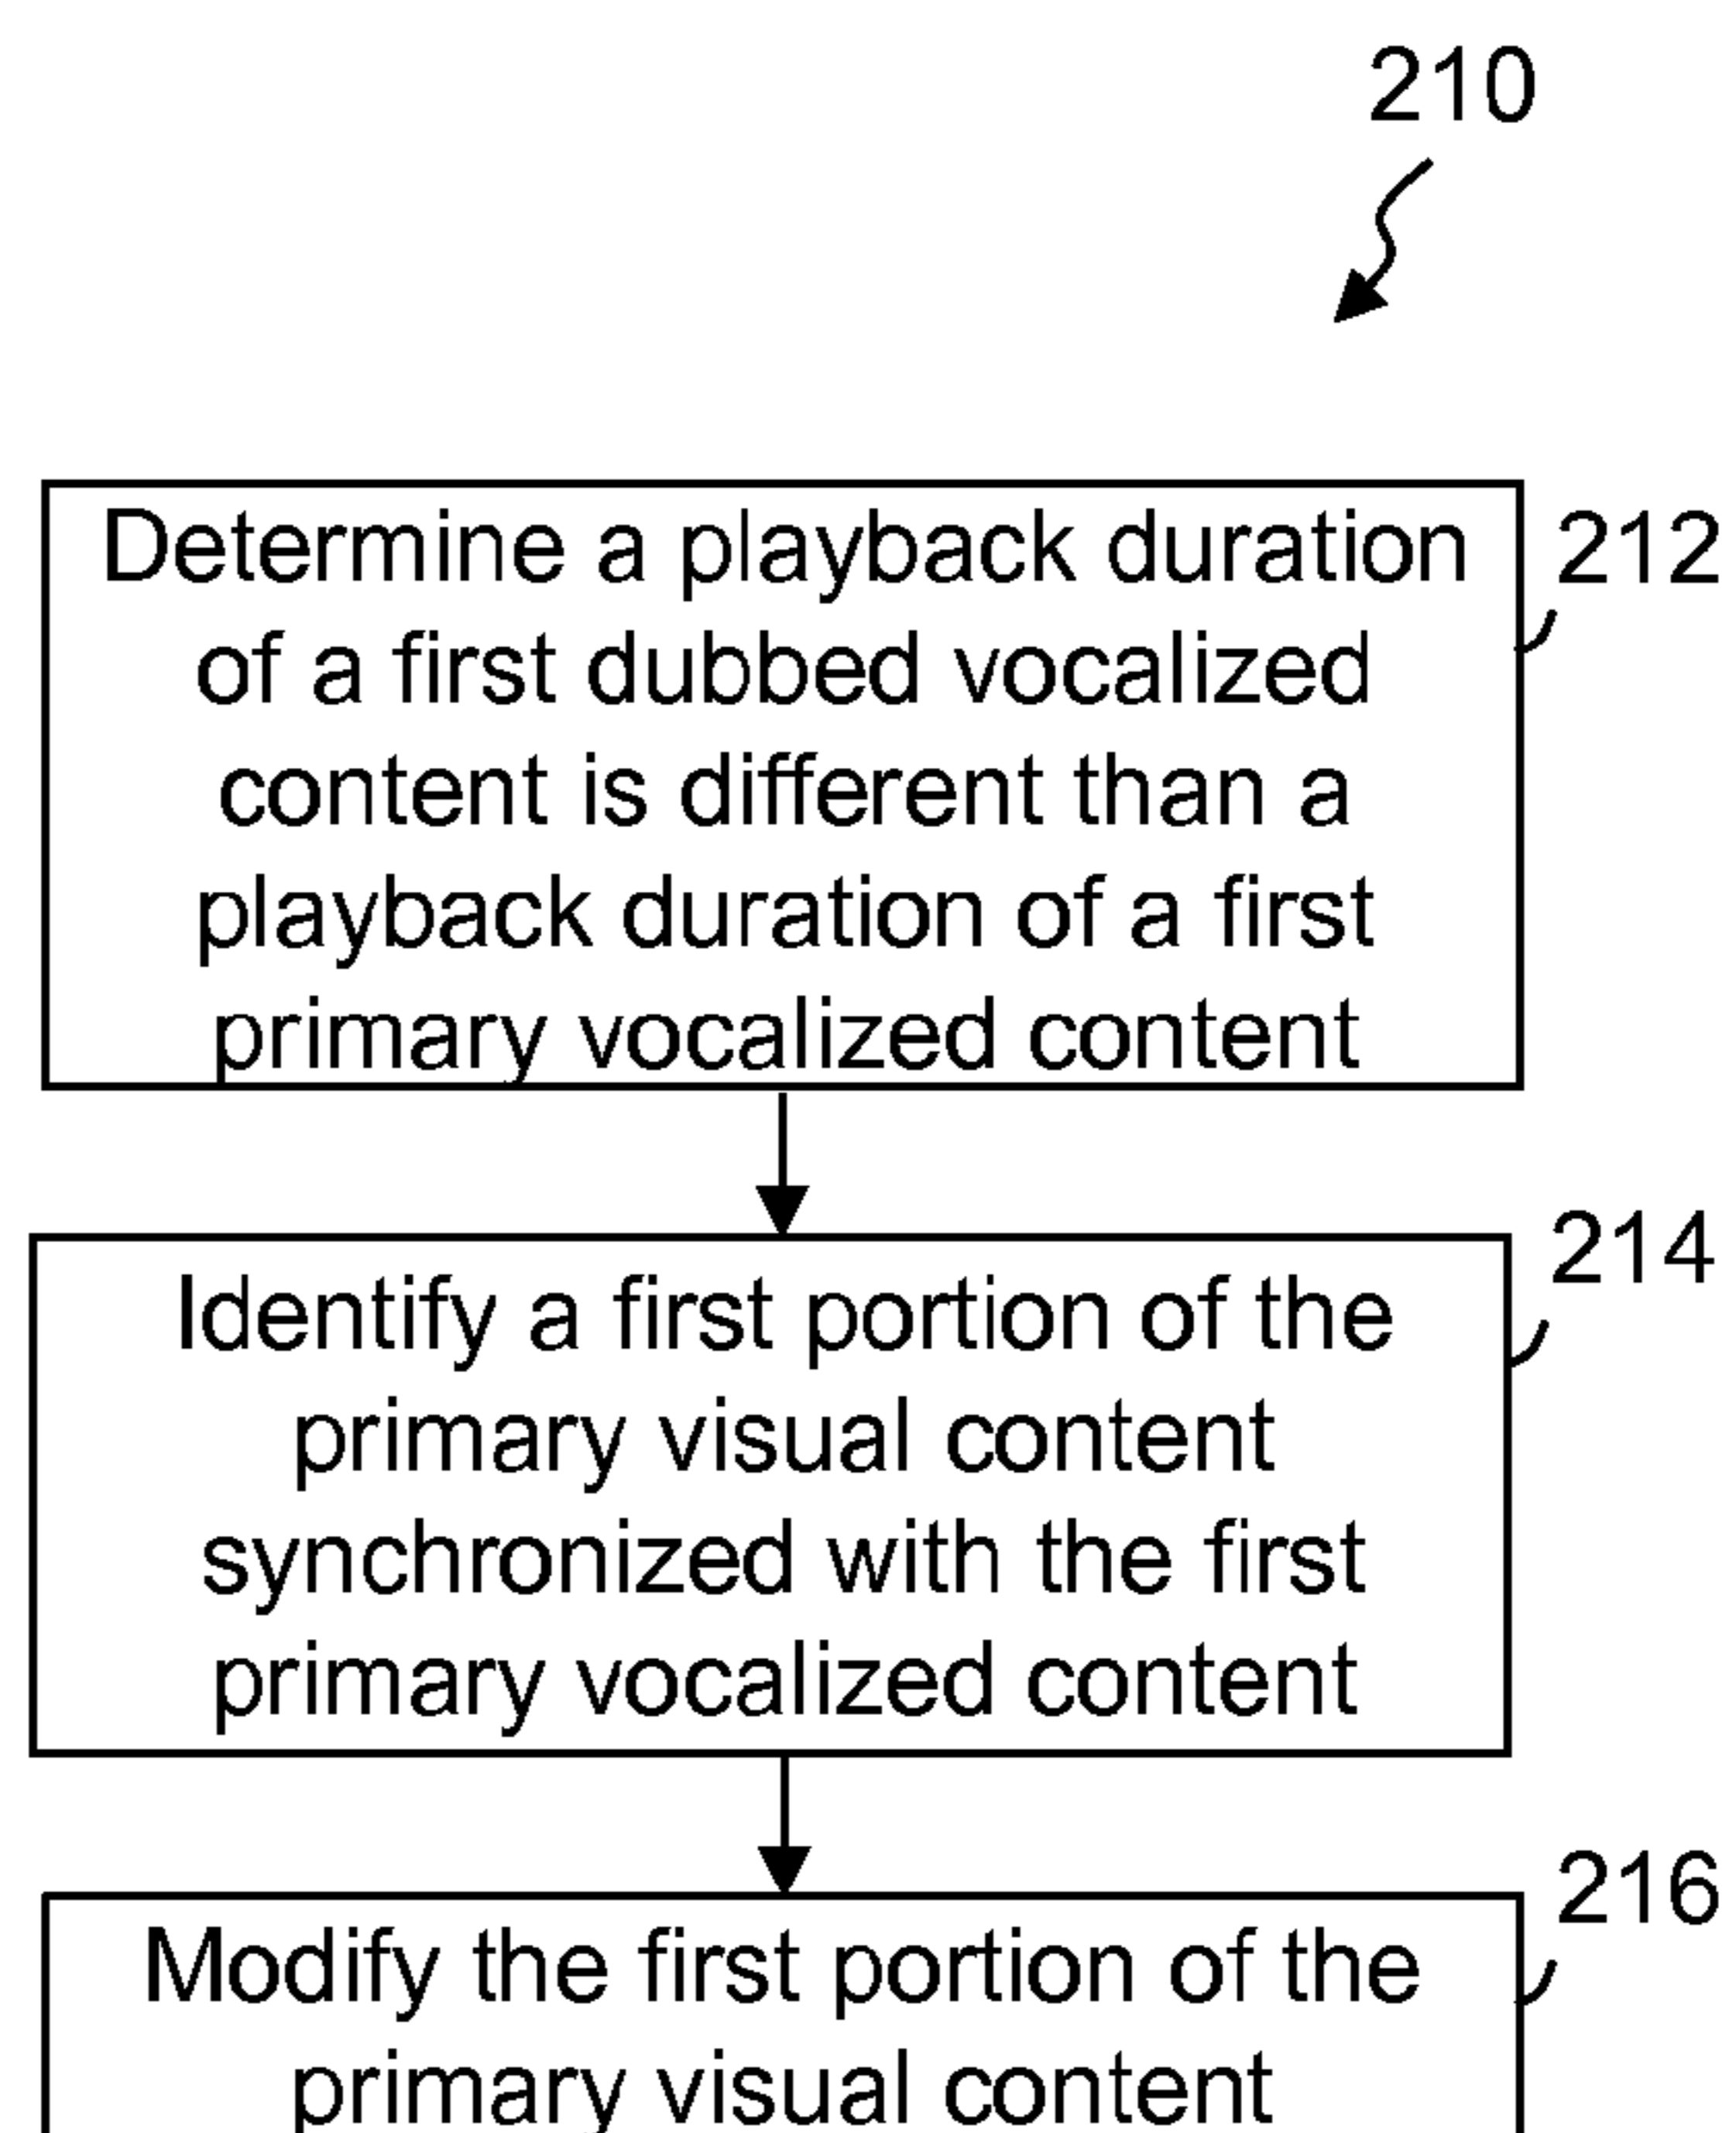 210
Determine a playback duration
212
of a first dubbed vocalized
content is different than a
playback duration of a first
primary vocalized content
214
Identify a first portion of the
primary visual content
synchronized with the first
primary vocalized content
216
Modify the first portion of the
primary visual content